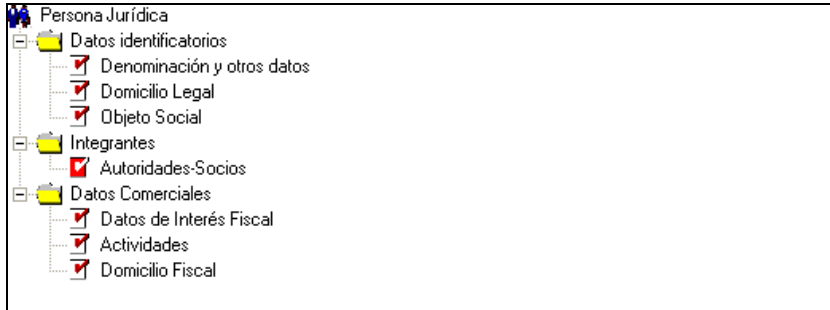 Persona Jurídica
Datos identificatorios
Denominación y otros datos
Domicilio Legal
Objeto Social
Integrantes
Autoridades-Socios
Datos Comerciales
Datos de Interés Fiscal
Actividades
Domicilio Fiscal